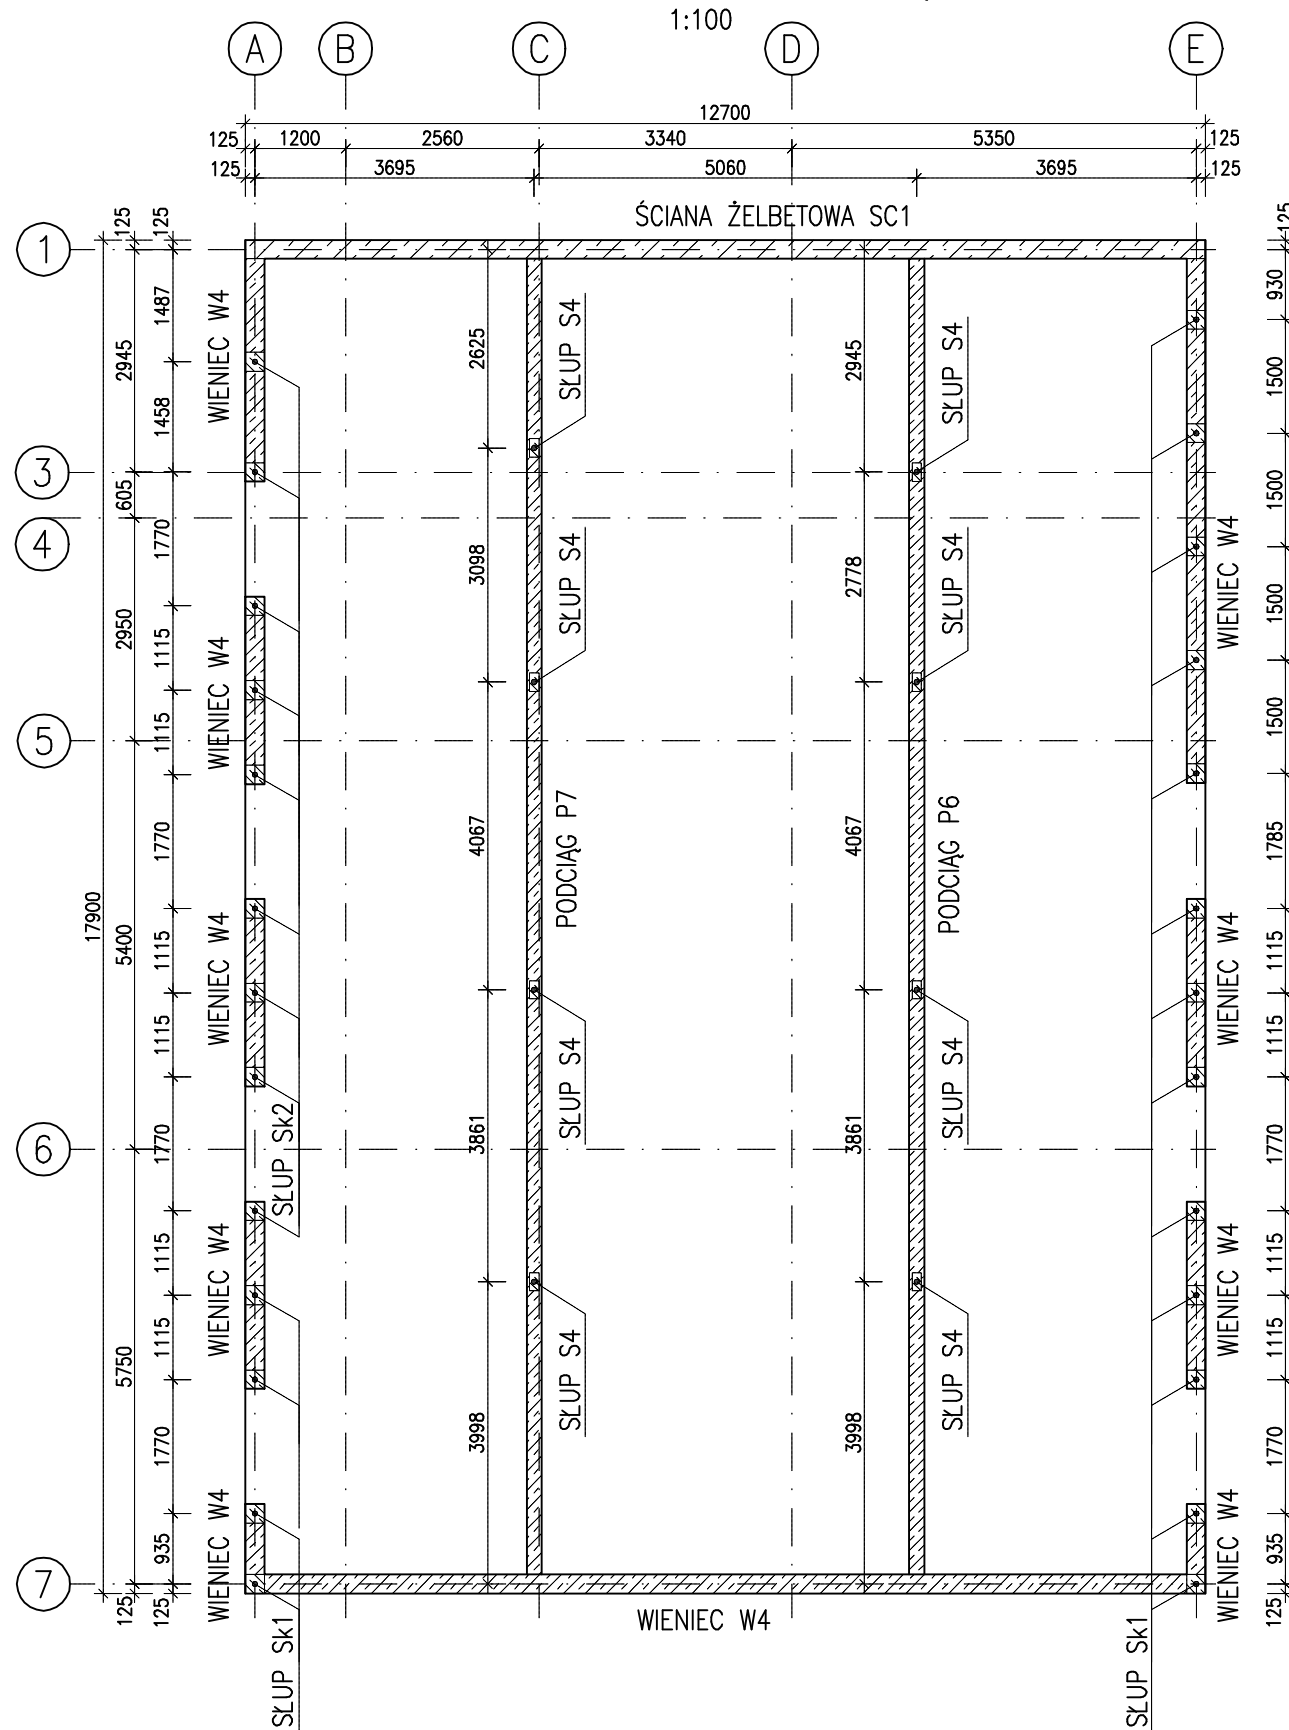 1:100
A B C D E
12700
125 1200 2560 3340 5350 125
125 3695 5060 3695 125
ŚCIANA ŻELBETOWA SC1
1
3
4
5
6
7
17900
125
2945
605
2950
5400
5750
125
125
1487
1458
1770
1115
1115
1770
1115
1115
1770
1115
1115
1770
935
125
WIENIEC W4
WIENIEC W4
WIENIEC W4
WIENIEC W4
WIENIEC W4
SŁUP Sk2
SŁUP Sk1
2625
3098
4067
3861
3998
SŁUP S4
SŁUP S4
PODCIĄG P7
SŁUP S4
SŁUP S4
2945
2778
4067
3861
3998
SŁUP S4
SŁUP S4
PODCIĄG P6
SŁUP S4
SŁUP S4
WIENIEC W4
SŁUP Sk1
WIENIEC W4
WIENIEC W4
WIENIEC W4
WIENIEC W4
125
930
1500
1500
1500
1500
1785
1115
1115
1770
1115
1115
1770
935
125